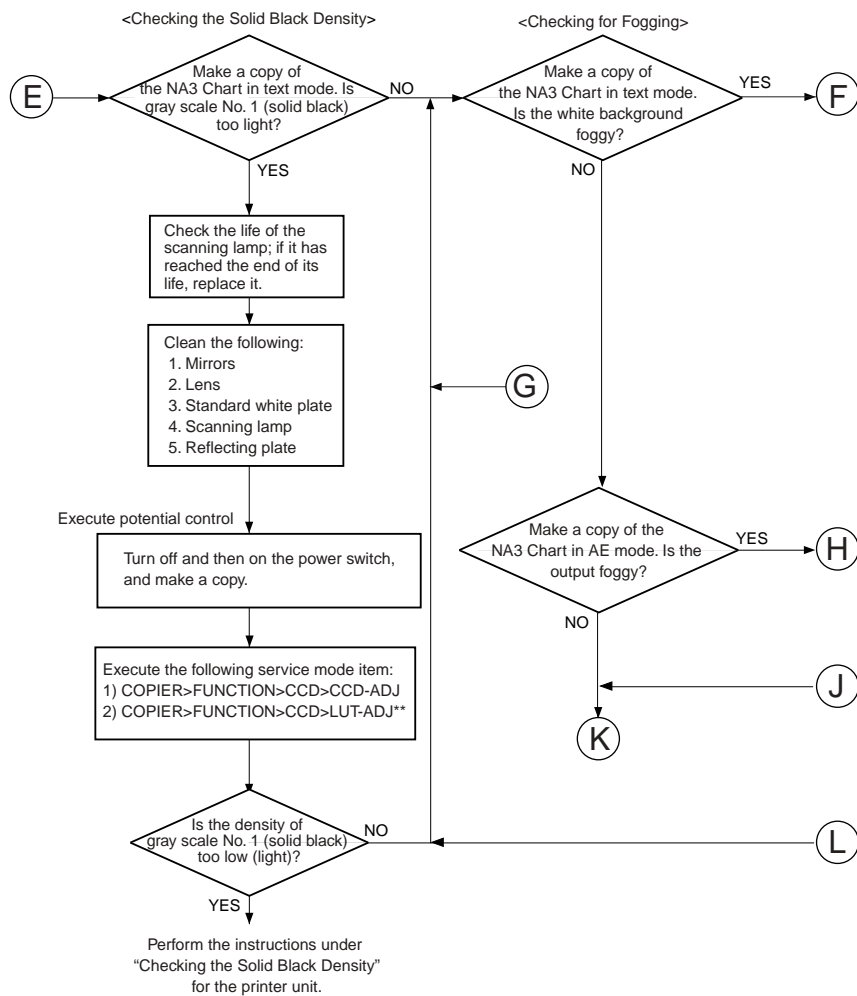 <Checking the Solid Black Density>
E
Make a copy of
the NA3 Chart in text mode. Is
gray scale No. 1 (solid black)
too light?
NO
YES
Check the life of the
scanning lamp; if it has
reached the end of its
life, replace it.
Clean the following:
1. Mirrors
2. Lens
3. Standard white plate
4. Scanning lamp
5. Reflecting plate
Execute potential control
Turn off and then on the power switch,
and make a copy.
Execute the following service mode item:
1) COPIER>FUNCTION>CCD>CCD-ADJ
2) COPIER>FUNCTION>CCD>LUT-ADJ**
Is the density of
gray scale No. 1 (solid black)
too low (light)?
NO
YES
Perform the instructions under
“Checking the Solid Black Density”
for the printer unit.
<Checking for Fogging>
Make a copy of
the NA3 Chart in text mode.
Is the white background
foggy?
YES
F
NO
G
Make a copy of the
NA3 Chart in AE mode. Is the
output foggy?
YES
H
NO
J
K
L